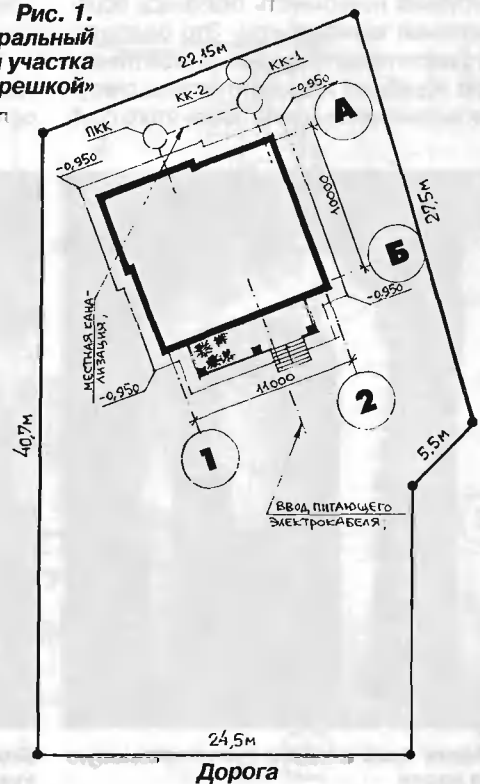 Рис. 1.
ральный
участка
решкой»
22,15м
КК-2
КК-1
-0,950
ПКК
-0,950
А
10000
27,5м
Б
-0,950
МЕСТНАЯ КАНА-
ЛИЗАЦИЯ,
-0,950
11000
1
2
40,7м
5,5м
ВВОД ПИТАЮЩЕГО
ЭЛЕКТРОКАБЕЛЯ,
24,5м
Дорога